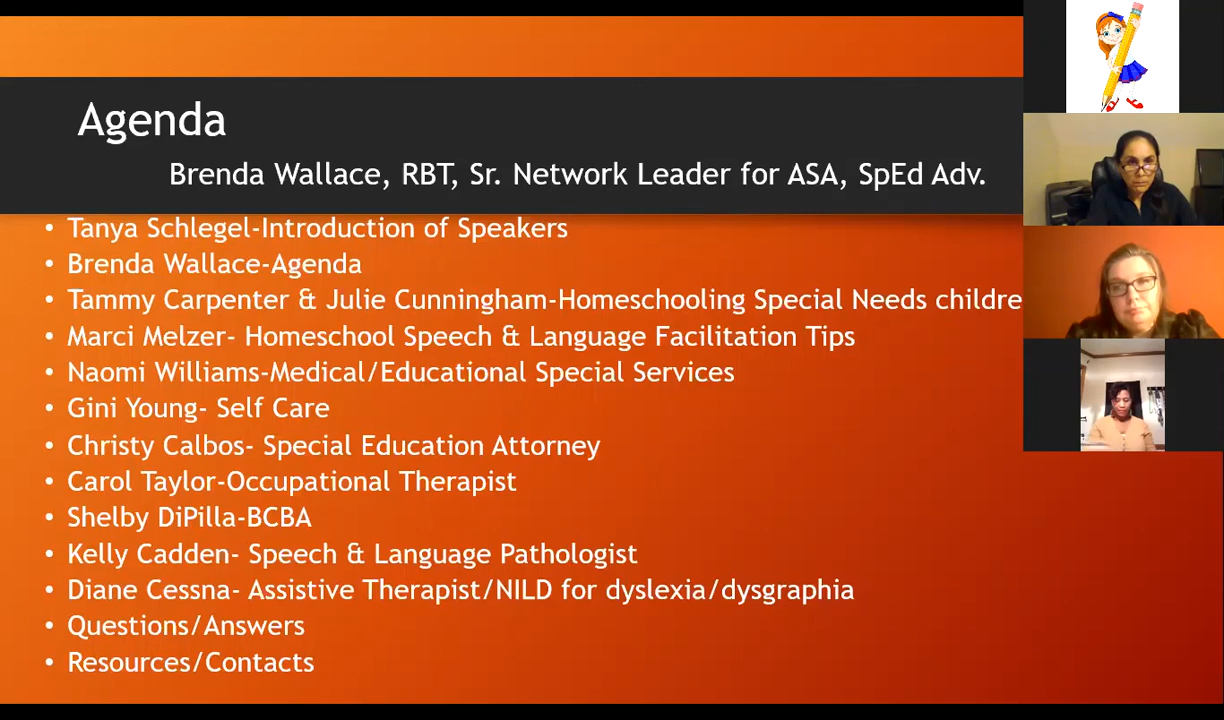 Agenda
Brenda Wallace, RBT, Sr. Network Leader for ASA, SpEd Adv.
• Tanya Schlegel-Introduction of Speakers
• Brenda Wallace-Agenda
• Tammy Carpenter & Julie Cunningham-Homeschooling Special Needs childre
• Marci Melzer- Homeschool Speech & Language Facilitation Tips
• Naomi Williams-Medical/Educational Special Services
• Gini Young- Self Care
• Christy Calbos- Special Education Attorney
• Carol Taylor-Occupational Therapist
• Shelby DiPilla-BCBA
• Kelly Cadden- Speech & Language Pathologist
• Diane Cessna- Assistive Therapist/NILD for dyslexia/dysgraphia
• Questions/Answers
• Resources/Contacts